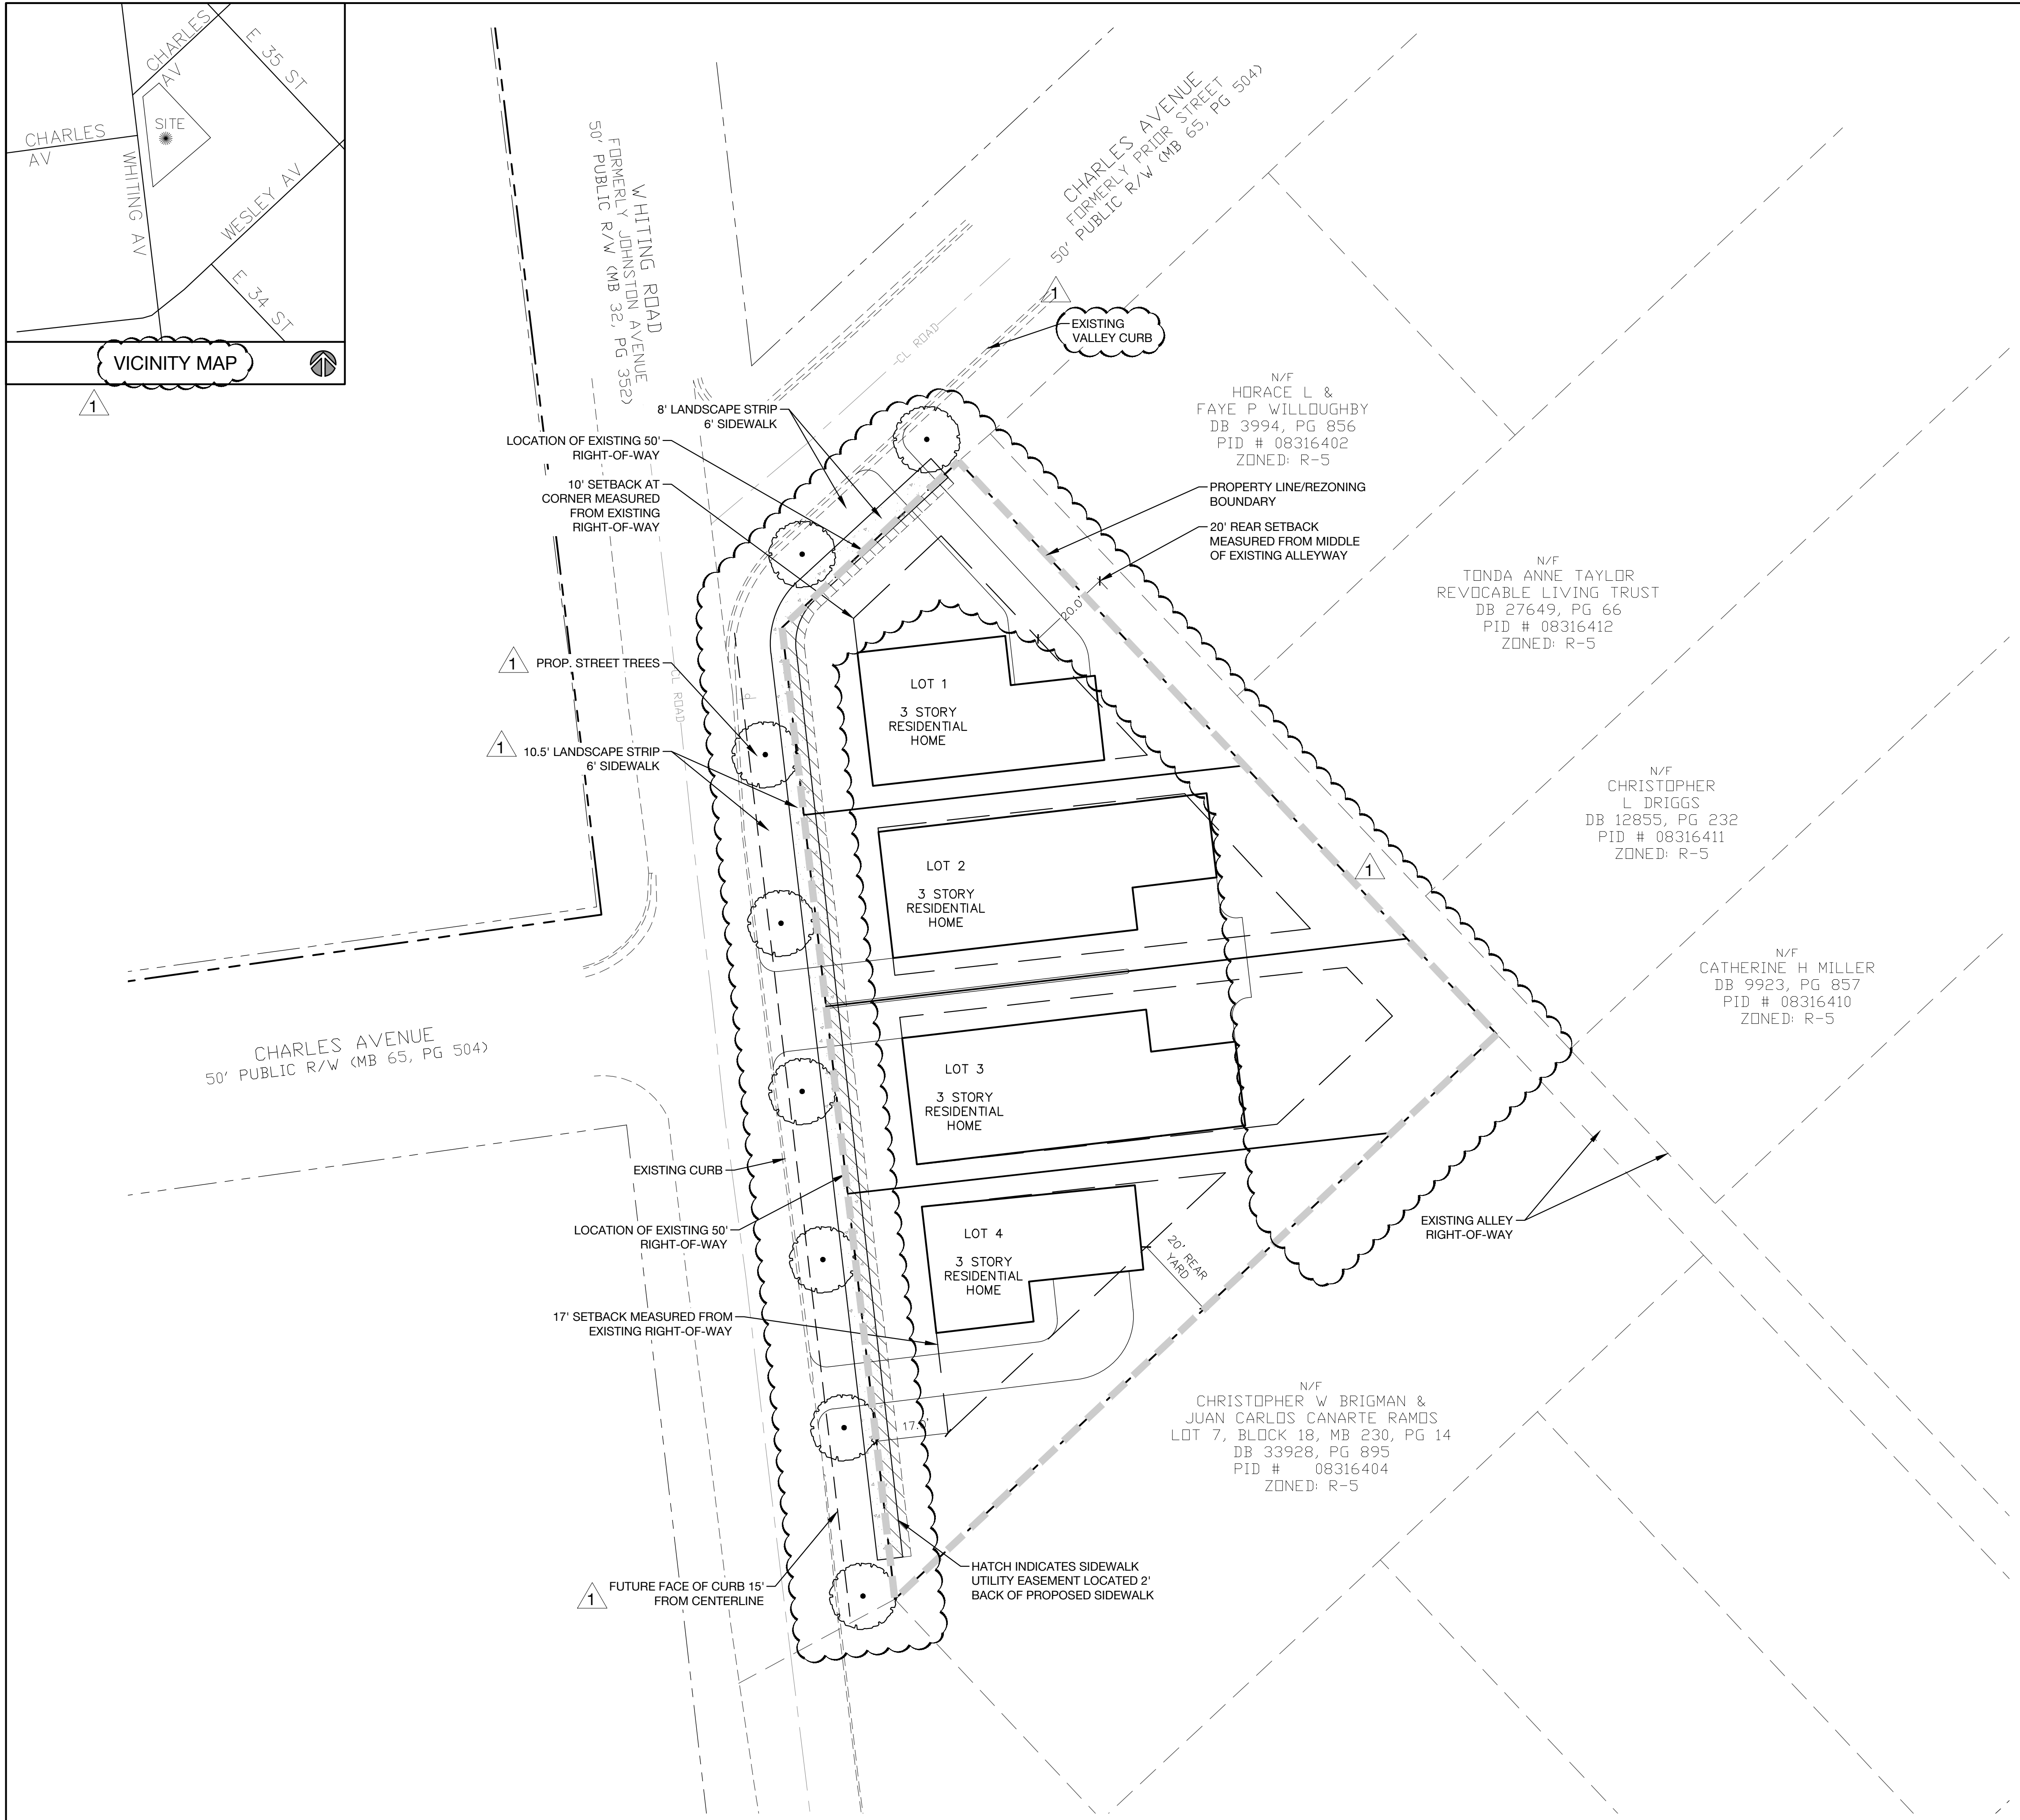 CHARLES
AV
E 35 ST
SITE
CHARLES
AV
WHITING AV
WESLEY AV
E 34 ST
VICINITY MAP
1
WHITING ROAD
FORMERLY JOHNSTON AVENUE
50' PUBLIC R/W (MB 32, PG 352)
CHARLES AVENUE
FORMERLY PRIOR STREET
50' PUBLIC R/W (MB 65, PG 504)
1
EXISTING
VALLEY CURB
CL ROAD
8' LANDSCAPE STRIP
6' SIDEWALK
LOCATION OF EXISTING 50'
RIGHT-OF-WAY
10' SETBACK AT
CORNER MEASURED
FROM EXISTING
RIGHT-OF-WAY
N/F
HORACE L &
FAYE P WILLOUGHBY
DB 3994, PG 856
PID # 08316402
ZONED: R-5
PROPERTY LINE/REZONING
BOUNDARY
20' REAR SETBACK
MEASURED FROM MIDDLE
OF EXISTING ALLEYWAY
20.0'
N/F
TONDA ANNE TAYLOR
REVOCABLE LIVING TRUST
DB 27649, PG 66
PID # 08316412
ZONED: R-5
1
PROP. STREET TREES
CL ROAD
LOT 1
3 STORY
RESIDENTIAL
HOME
1
10.5' LANDSCAPE STRIP
6' SIDEWALK
N/F
CHRISTOPHER
L DRIGGS
DB 12855, PG 232
PID # 08316411
ZONED: R-5
LOT 2
3 STORY
RESIDENTIAL
HOME
1
N/F
CATHERINE H MILLER
DB 9923, PG 857
PID # 08316410
ZONED: R-5
CHARLES AVENUE
50' PUBLIC R/W (MB 65, PG 504)
LOT 3
3 STORY
RESIDENTIAL
HOME
EXISTING CURB
LOCATION OF EXISTING 50'
RIGHT-OF-WAY
EXISTING ALLEY
RIGHT-OF-WAY
LOT 4
3 STORY
RESIDENTIAL
HOME
20' REAR
YARD
17' SETBACK MEASURED FROM
EXISTING RIGHT-OF-WAY
17.0'
N/F
CHRISTOPHER W BRIGMAN &
JUAN CARLOS CANARTE RAMOS
LOT 7, BLOCK 18, MB 230, PG 14
DB 33928, PG 895
PID # 08316404
ZONED: R-5
1
FUTURE FACE OF CURB 15'
FROM CENTERLINE
HATCH INDICATES SIDEWALK
UTILITY EASEMENT LOCATED 2'
BACK OF PROPOSED SIDEWALK